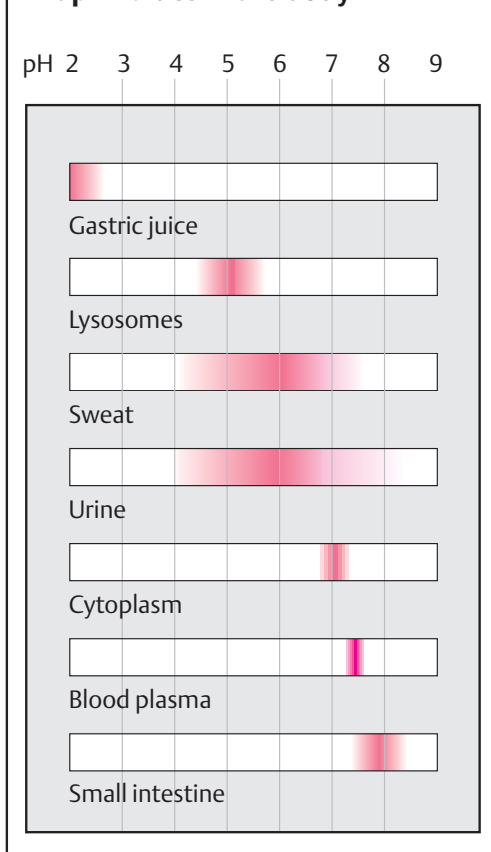 pH 2 3 4 5 6 7 8 9
Gastric juice
Lysosomes
Sweat
Urine
Cytoplasm
Blood plasma
Small intestine